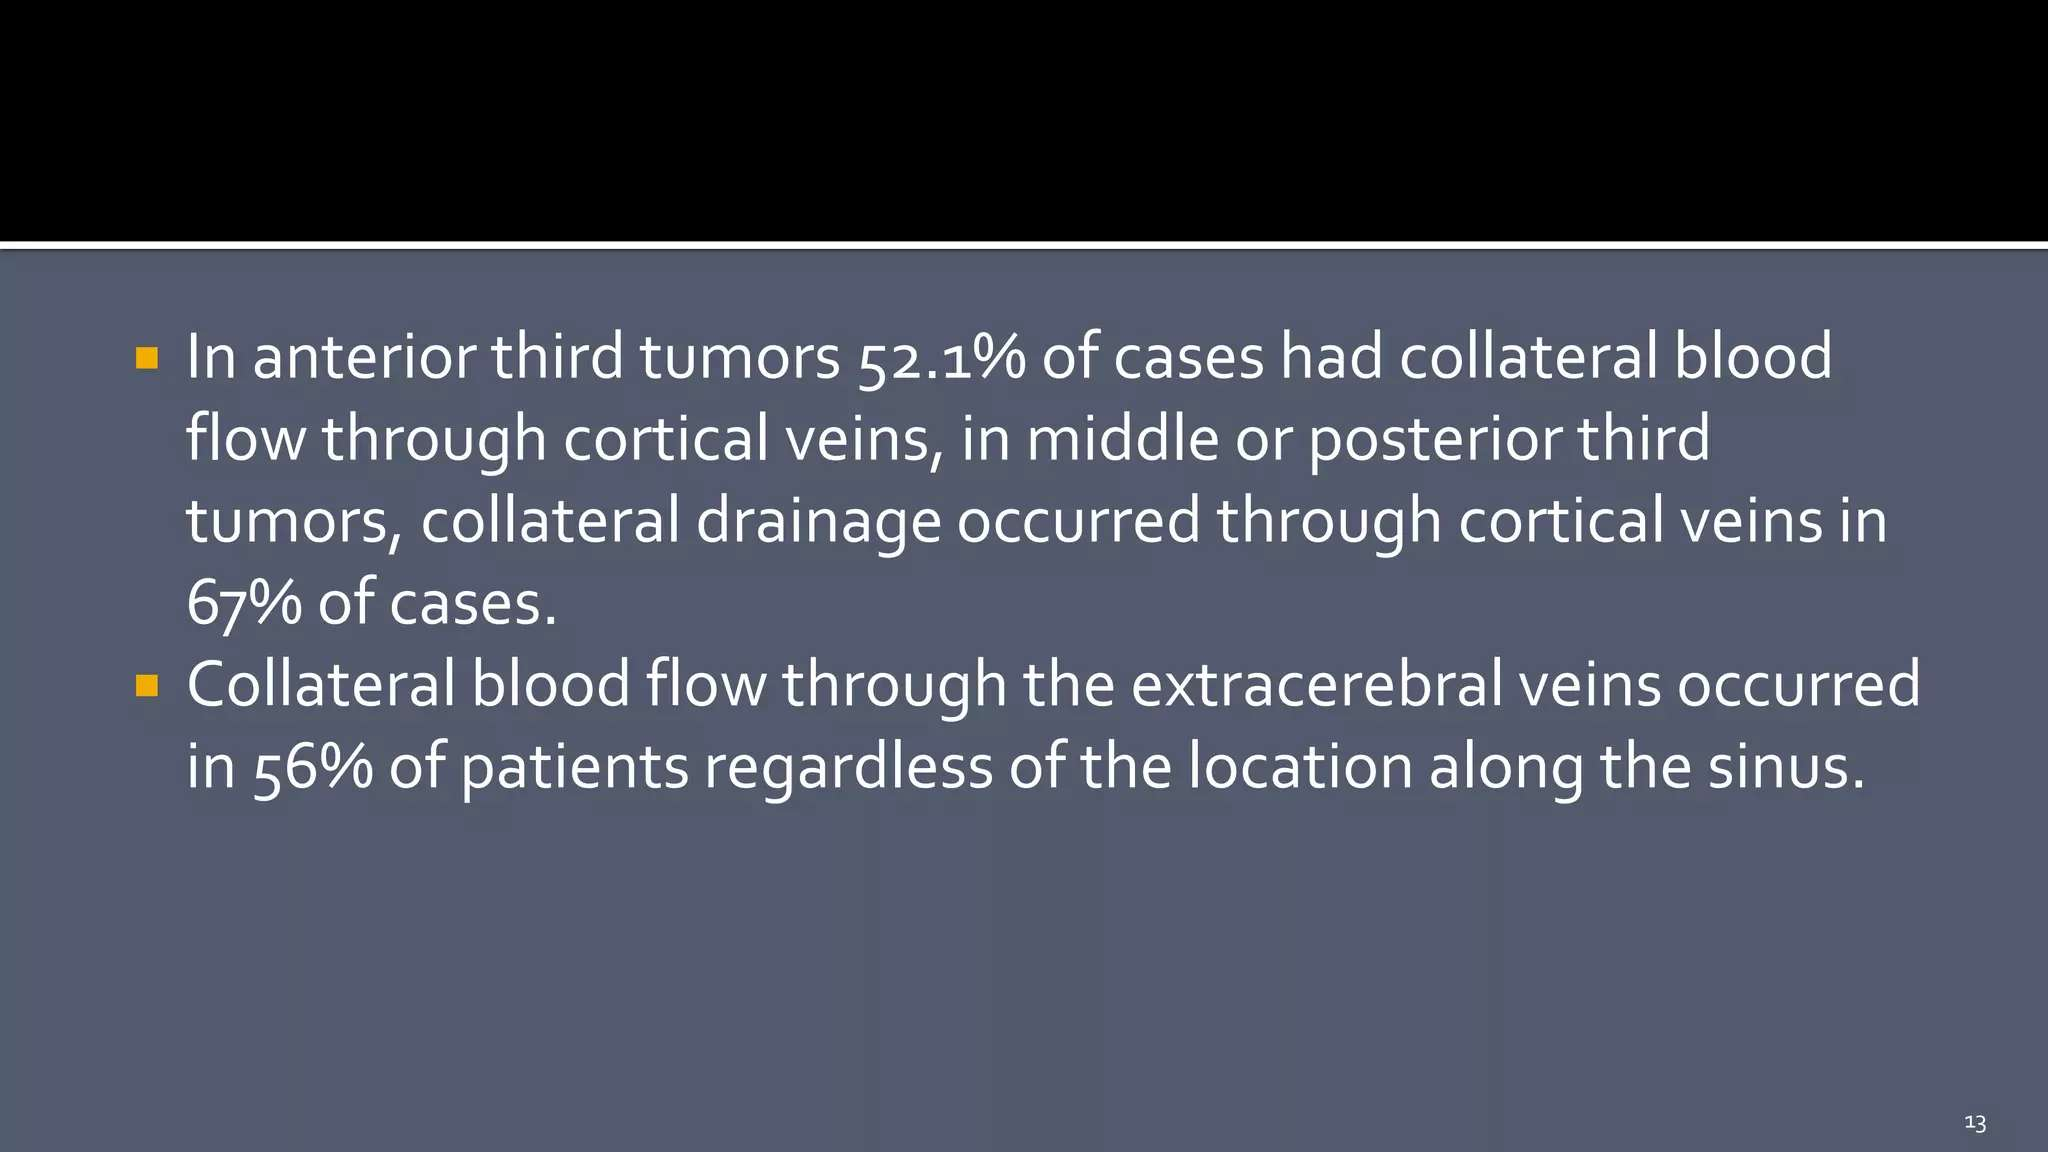 ▪ In anterior third tumors 52.1% of cases had collateral blood
flow through cortical veins, in middle or posterior third
tumors, collateral drainage occurred through cortical veins in
67% of cases.
▪ Collateral blood flow through the extracerebral veins occurred
in 56% of patients regardless of the location along the sinus.
13